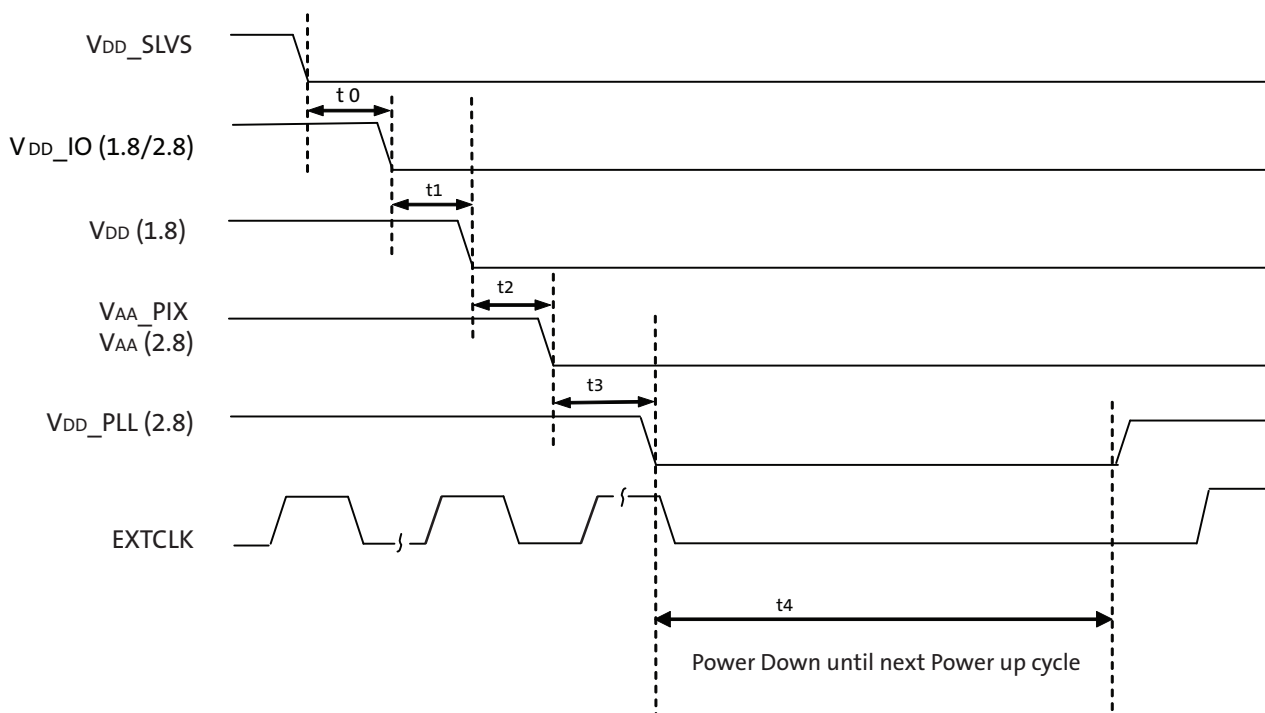 VDD_SLVS
t 0
VDD_IO (1.8/2.8)
t1
VDD (1.8)
t2
VAA_PIX
VAA (2.8)
t3
VDD_PLL (2.8)
EXTCLK
t4
Power Down until next Power up cycle